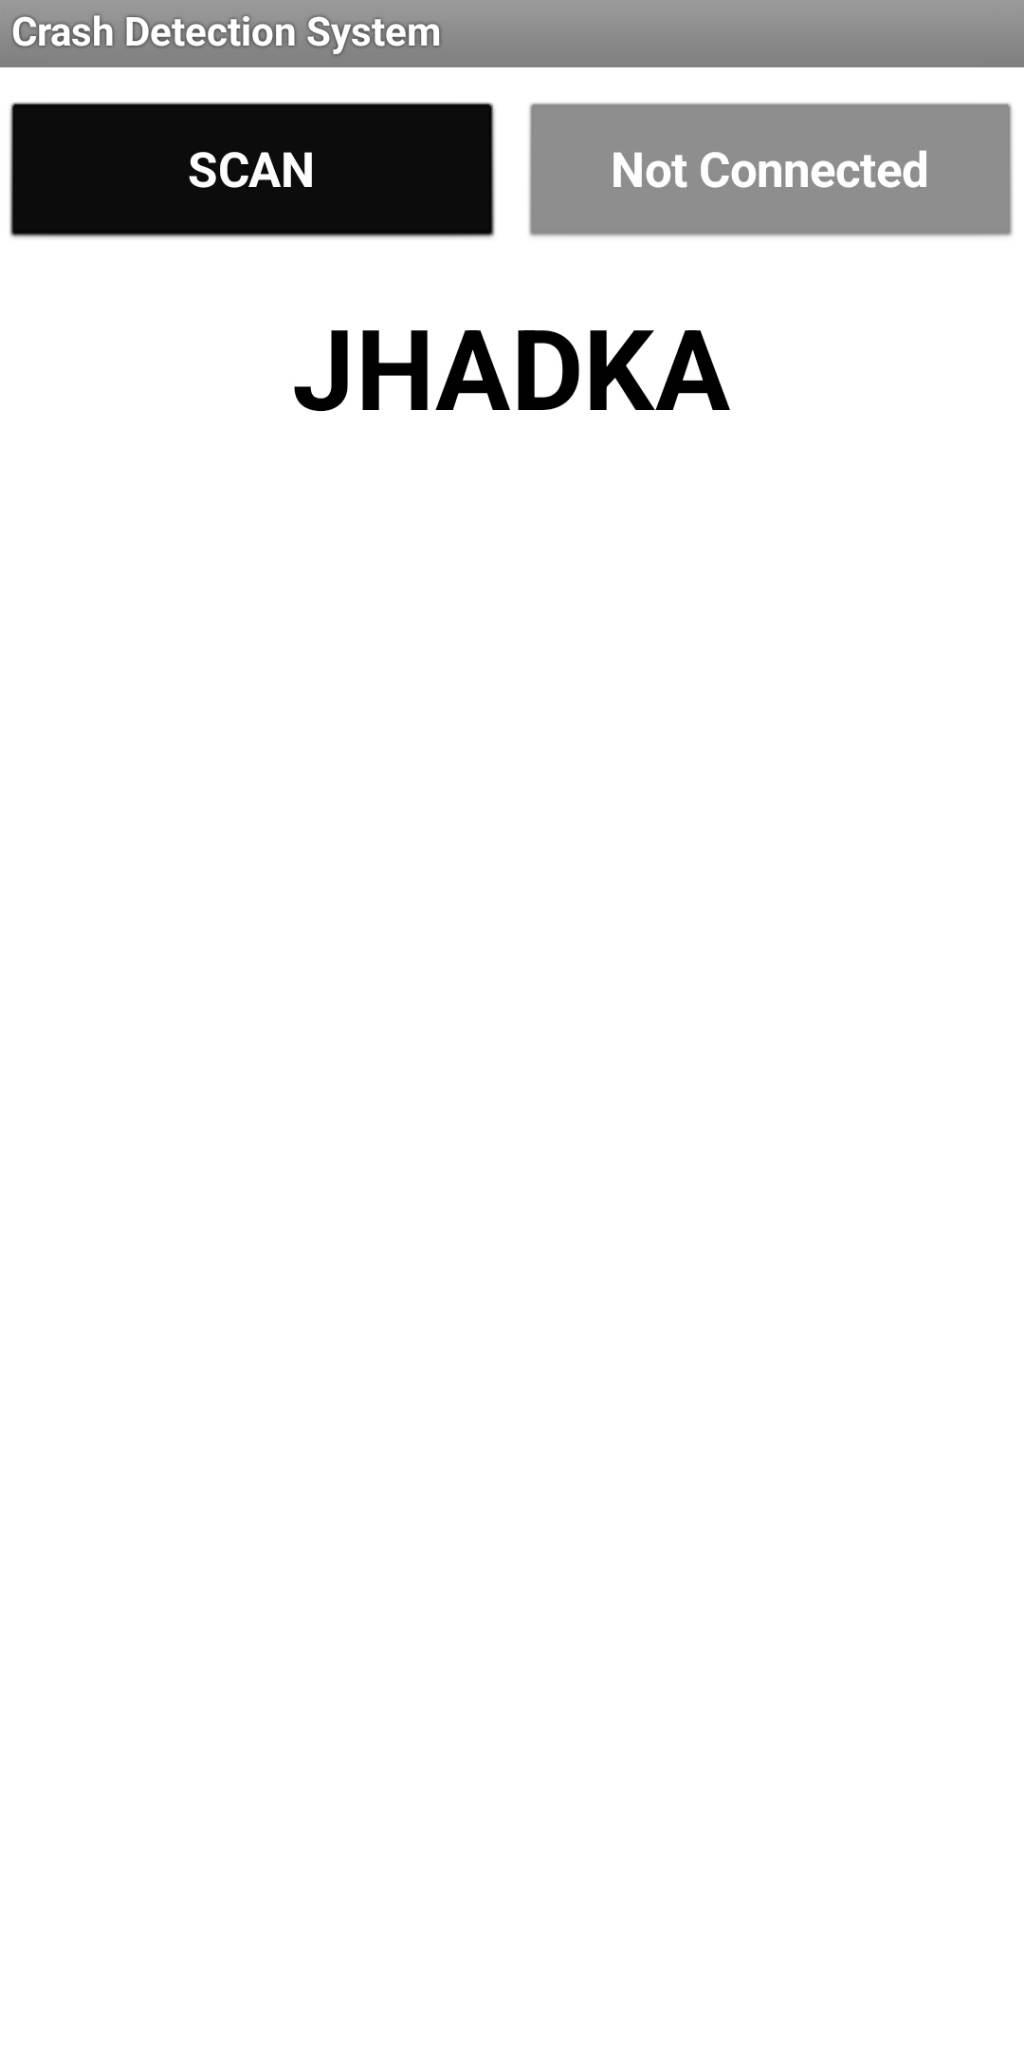 Crash Detection System
SCAN
Not Connected
JHADKA